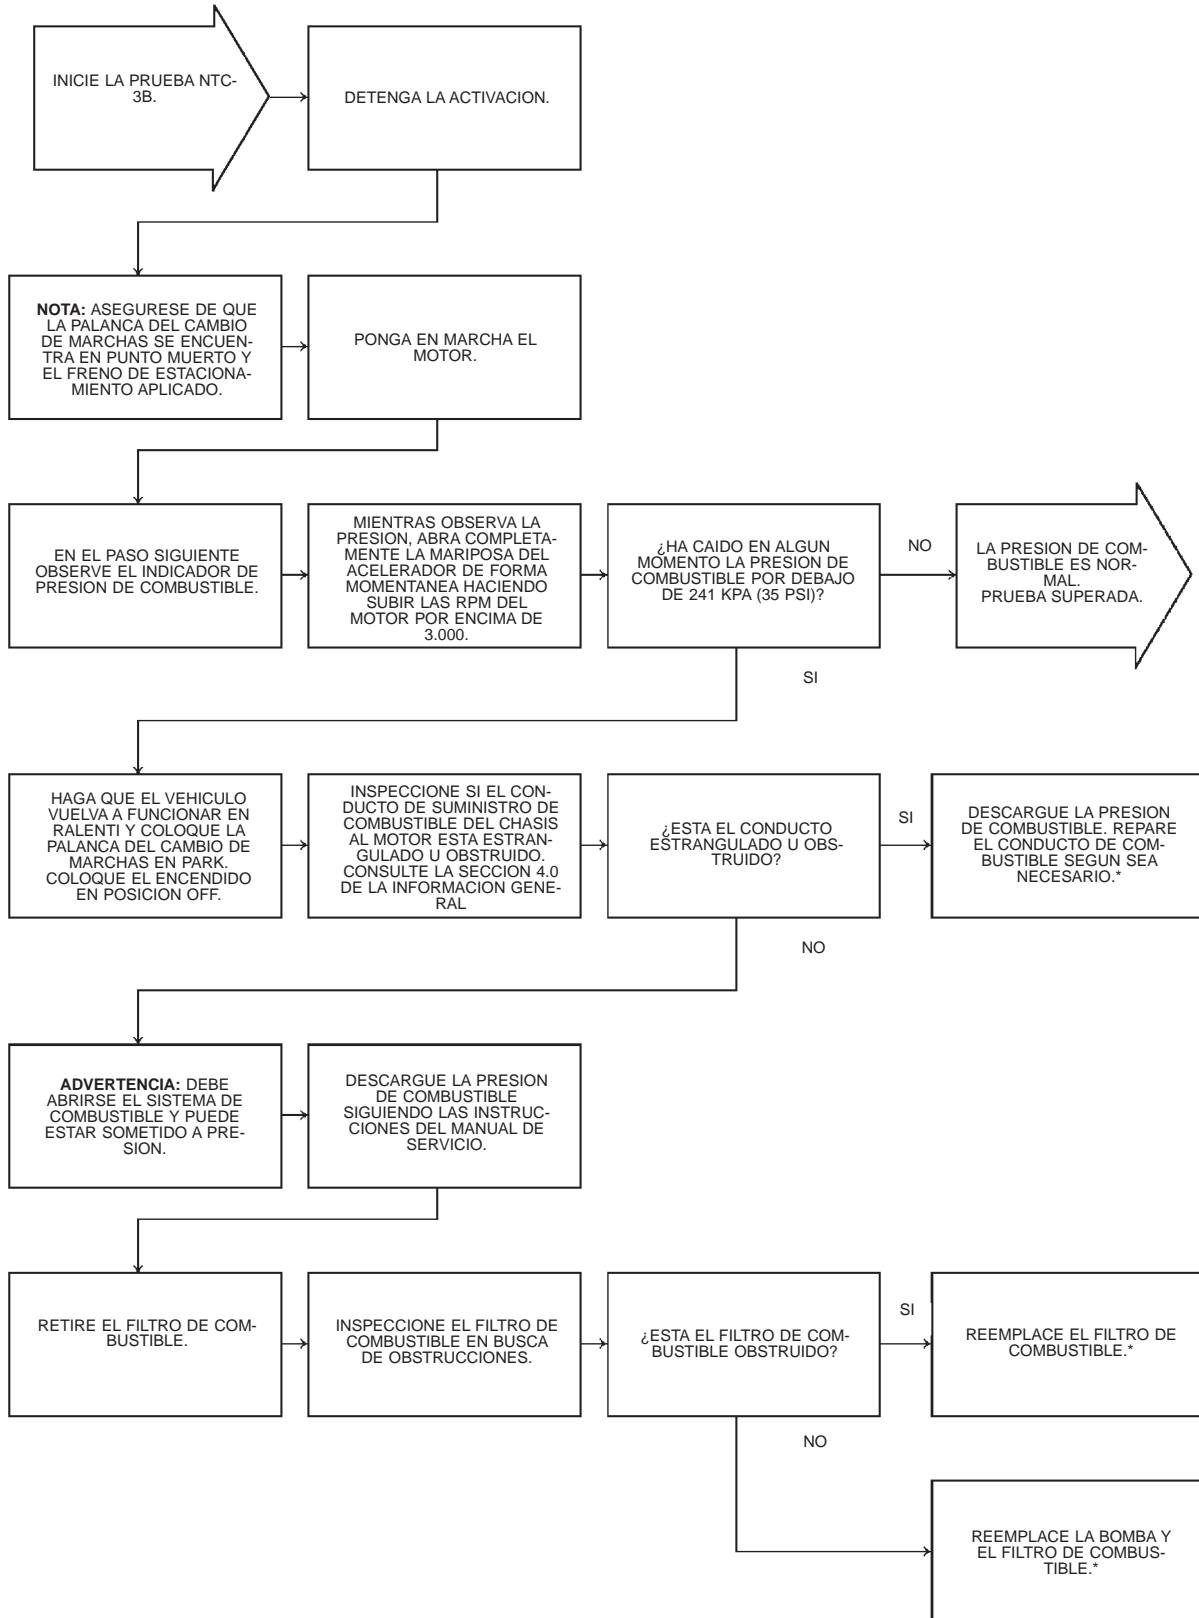 INICIE LA PRUEBA NTC-
3B.
DETENGA LA ACTIVACION.
NOTA: ASEGURESE DE QUE
LA PALANCA DEL CAMBIO
DE MARCHAS SE ENCUEN-
TRA EN PUNTO MUERTO Y
EL FRENO DE ESTACIONA-
MIENTO APLICADO.
PONGA EN MARCHA EL
MOTOR.
EN EL PASO SIGUIENTE
OBSERVE EL INDICADOR DE
PRESION DE COMBUSTIBLE.
MIENTRAS OBSERVA LA
PRESION, ABRA COMPLETA-
MENTE LA MARIPOSA DEL
ACELERADOR DE FORMA
MOMENTANEA HACIENDO
SUBIR LAS RPM DEL
MOTOR POR ENCIMA DE
3.000.
¿HA CAIDO EN ALGUN
MOMENTO LA PRESION DE
COMBUSTIBLE POR DEBAJO
DE 241 KPA (35 PSI)?
NO
LA PRESION DE COM-
BUSTIBLE ES NOR-
MAL.
PRUEBA SUPERADA.
SI
HAGA QUE EL VEHICULO
VUELVA A FUNCIONAR EN
RALENTI Y COLOQUE LA
PALANCA DEL CAMBIO DE
MARCHAS EN PARK.
COLOQUE EL ENCENDIDO
EN POSICION OFF.
INSPECCIONE SI EL CON-
DUCTO DE SUMINISTRO DE
COMBUSTIBLE DEL CHASIS
AL MOTOR ESTA ESTRAN-
GULADO U OBSTRUIDO.
CONSULTE LA SECCION 4.0
DE LA INFORMACION GENE-
RAL
¿ESTA EL CONDUCTO
ESTRANGULADO U OBS-
TRUIDO?
SI
DESCARGUE LA PRESION
DE COMBUSTIBLE. REPARE
EL CONDUCTO DE COM-
BUSTIBLE SEGUN SEA
NECESARIO.*
NO
ADVERTENCIA: DEBE
ABRIRSE EL SISTEMA DE
COMBUSTIBLE Y PUEDE
ESTAR SOMETIDO A PRE-
SION.
DESCARGUE LA PRESION
DE COMBUSTIBLE
SIGUIENDO LAS INSTRUC-
CIONES DEL MANUAL DE
SERVICIO.
RETIRE EL FILTRO DE COM-
BUSTIBLE.
INSPECCIONE EL FILTRO DE
COMBUSTIBLE EN BUSCA
DE OBSTRUCCIONES.
¿ESTA EL FILTRO DE COM-
BUSTIBLE OBSTRUIDO?
SI
REEMPLACE EL FILTRO DE
COMBUSTIBLE.*
NO
REEMPLACE LA BOMBA Y
EL FILTRO DE COMBUS-
TIBLE.*